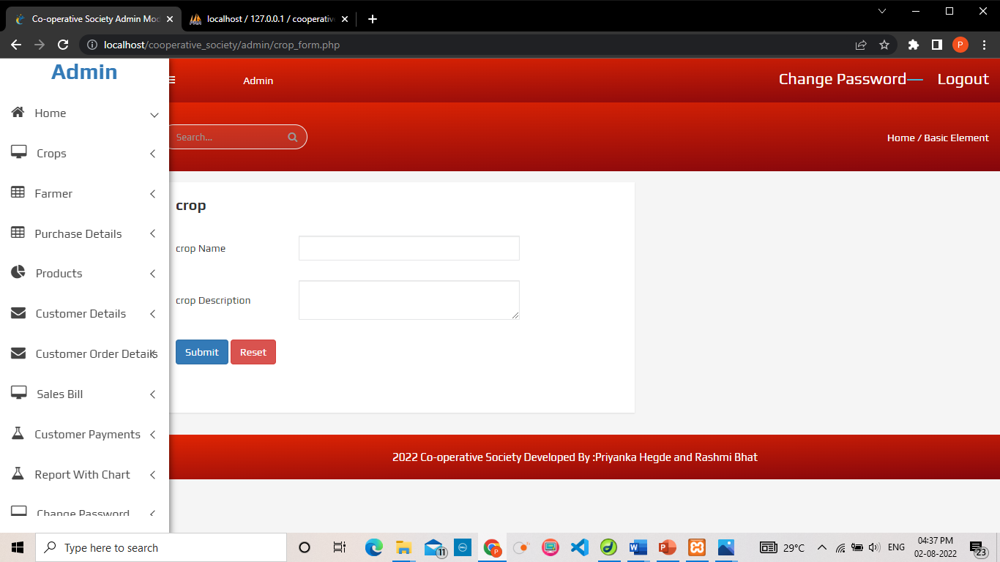 Co-operative Society Admin Mod
localhost / 127.0.0.1 / cooperativ
localhost/cooperative_society/admin/crop_form.php
P
Admin
Admin
Change Password
Logout
Home
Search...
Home / Basic Element
Crops
Farmer
Purchase Details
Products
Customer Details
Customer Order Details
Sales Bill
Customer Payments
Report With Chart
Change Password
crop
crop Name
crop Description
Submit Reset
2022 Co-operative Society Developed By :Priyanka Hegde and Rashmi Bhat
Type here to search
11
29°C
ENG
04:37 PM
02-08-2022
23